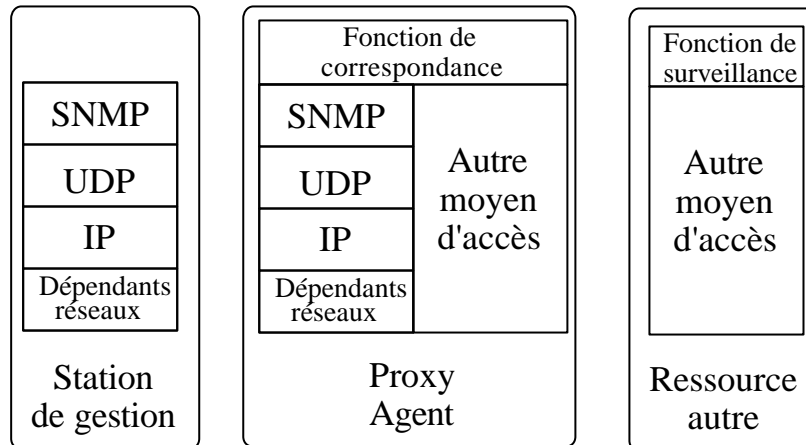 SNMP
UDP
IP
Dépendants
réseaux
Station
de gestion
Fonction de
correspondance
SNMP
UDP
IP
Dépendants
réseaux
Autre
moyen
d'accès
Proxy
Agent
Fonction de
surveillance
Autre
moyen
d'accès
Ressource
autre